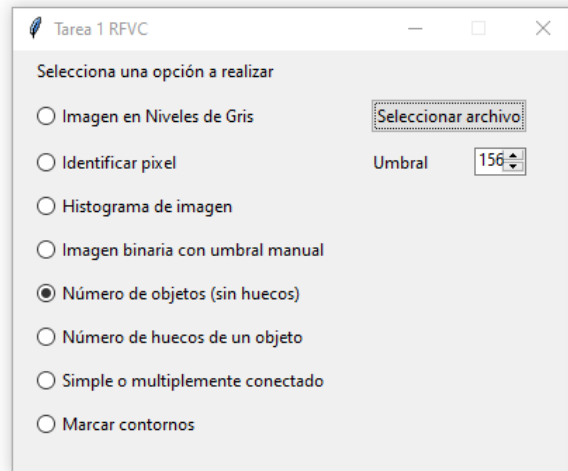 Tarea 1 RFVC
Selecciona una opción a realizar
Imagen en Niveles de Gris
Seleccionar archivo
Identificar pixel
Umbral
156
Histograma de imagen
Imagen binaria con umbral manual
Número de objetos (sin huecos)
Número de huecos de un objeto
Simple o multiplemente conectado
Marcar contornos